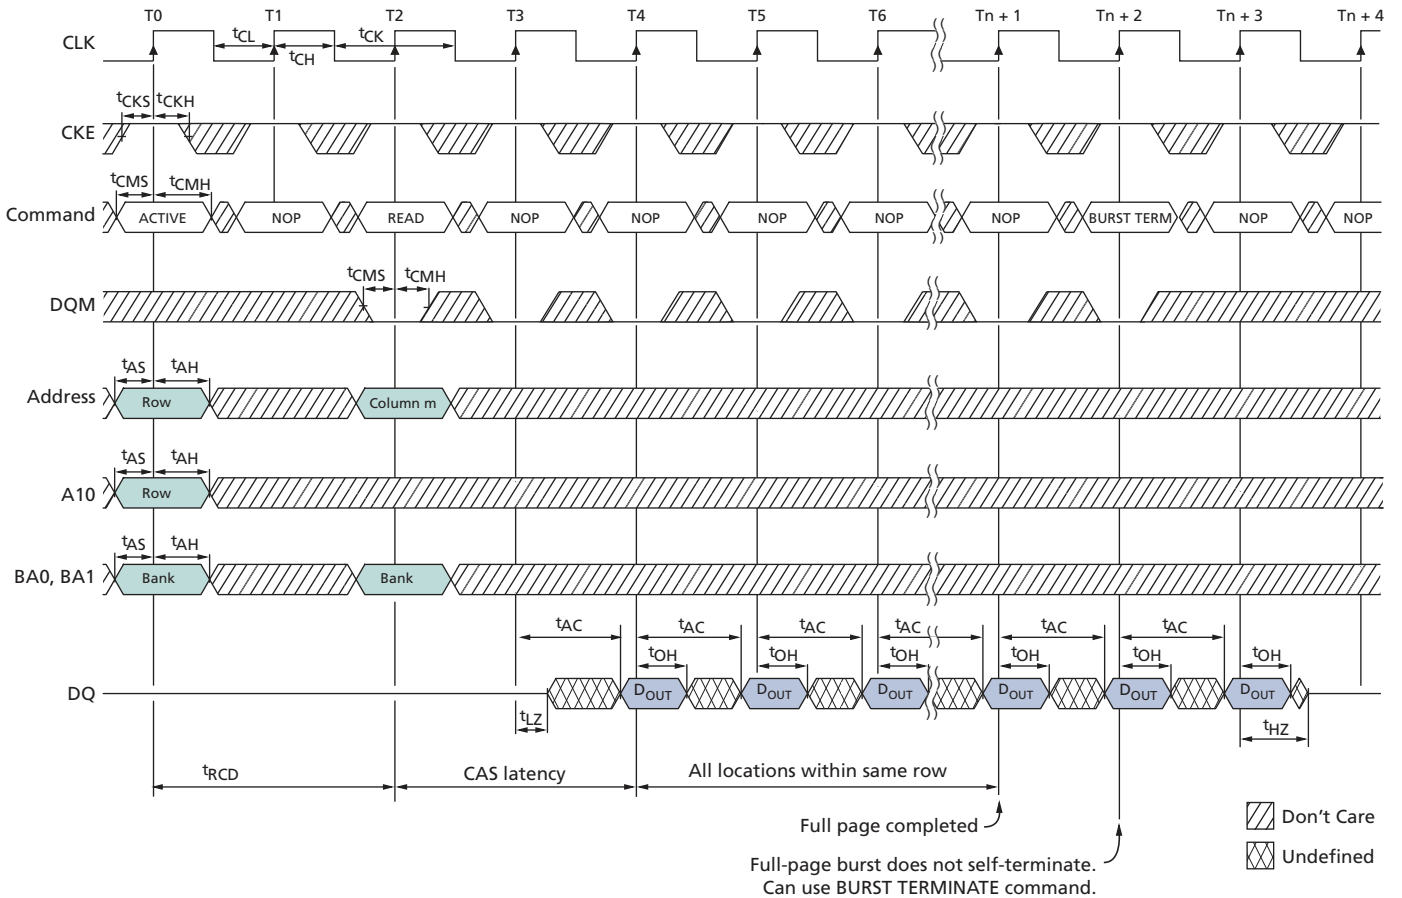 T0 T1 T2 T3 T4 T5 T6 Tn + 1 Tn + 2 Tn + 3 Tn + 4
CLK tCL tCK
tCH
tCKS tCKH
CKE
tCMS tCMH
Command ACTIVE NOP READ NOP NOP NOP NOP NOP BURST TERM NOP NOP
tCMS tCMH
DQM
tAS tAH
Address Row Column m
tAS tAH
A10 Row
tAS tAH
BA0, BA1 Bank Bank
tAC tAC tAC tAC tAC tAC
tOH tOH tOH tOH tOH tOH
DQ DOUT DOUT DOUT DOUT DOUT DOUT
tLZ tHZ
tRCD CAS latency All locations within same row
Full page completed
Full-page burst does not self-terminate.
Can use BURST TERMINATE command.
Don't Care
Undefined